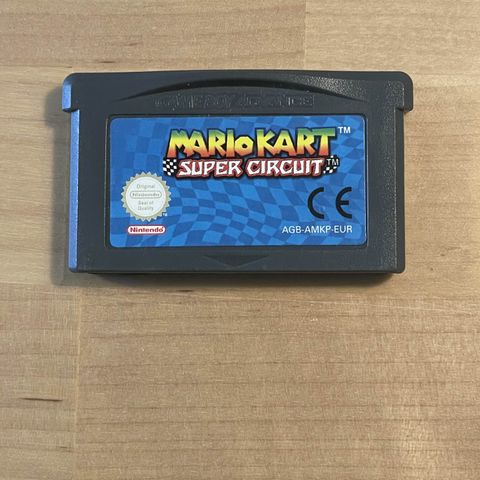 GAME BOY ADVANCE
MARIO KART™
SUPER CIRCUIT™
Original
Nintendo
Seal of Quality
Nintendo
CE
AGB-AMKP-EUR